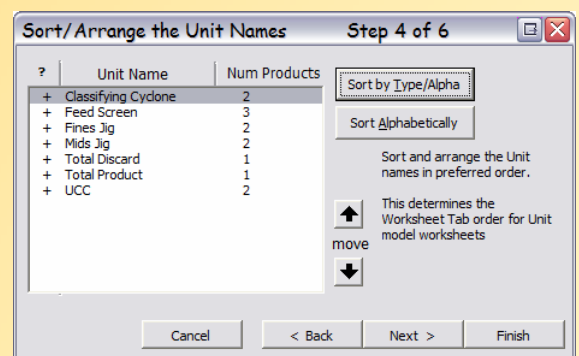 Sort/Arrange the Unit Names Step 4 of 6
? Unit Name Num Products
+ Classifying Cyclone 2
+ Feed Screen 3
+ Fines Jig 2
+ Mids Jig 2
+ Total Discard 1
+ Total Product 1
+ UCC 2
Sort by Type/Alpha
Sort Alphabetically
Sort and arrange the Unit
names in preferred order.
This determines the
Worksheet Tab order for Unit
model worksheets
move
Cancel < Back Next > Finish